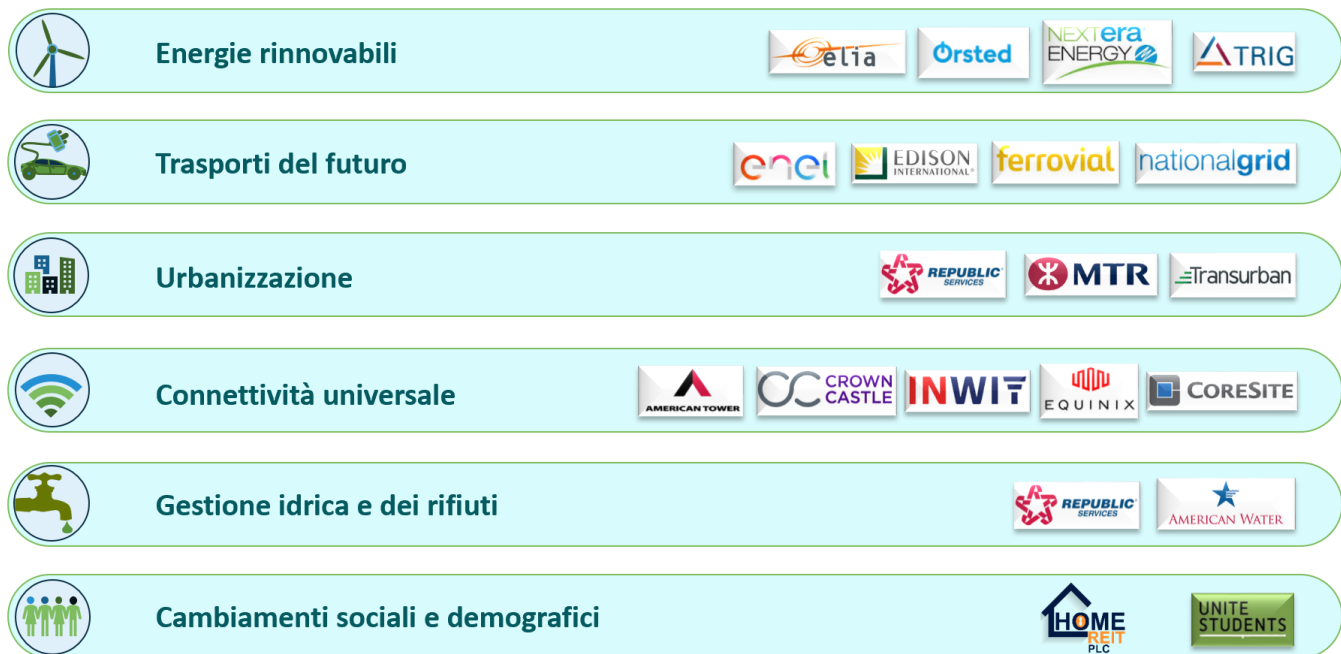 Energie rinnovabili
elia
Ørsted
NEXTera
ENERGY
TRIG
Trasporti del futuro
enel
EDISON
INTERNATIONAL®
ferrovial
nationalgrid
Urbanizzazione
REPUBLIC®
SERVICES
MTR
Transurban
Connettività universale
AMERICAN TOWER
CROWN
CASTLE
INWIT
EQUINIX
CORESITE
Gestione idrica e dei rifiuti
REPUBLIC®
SERVICES
AMERICAN WATER
Cambiamenti sociali e demografici
HOME
REIT
PLC
UNITE
STUDENTS